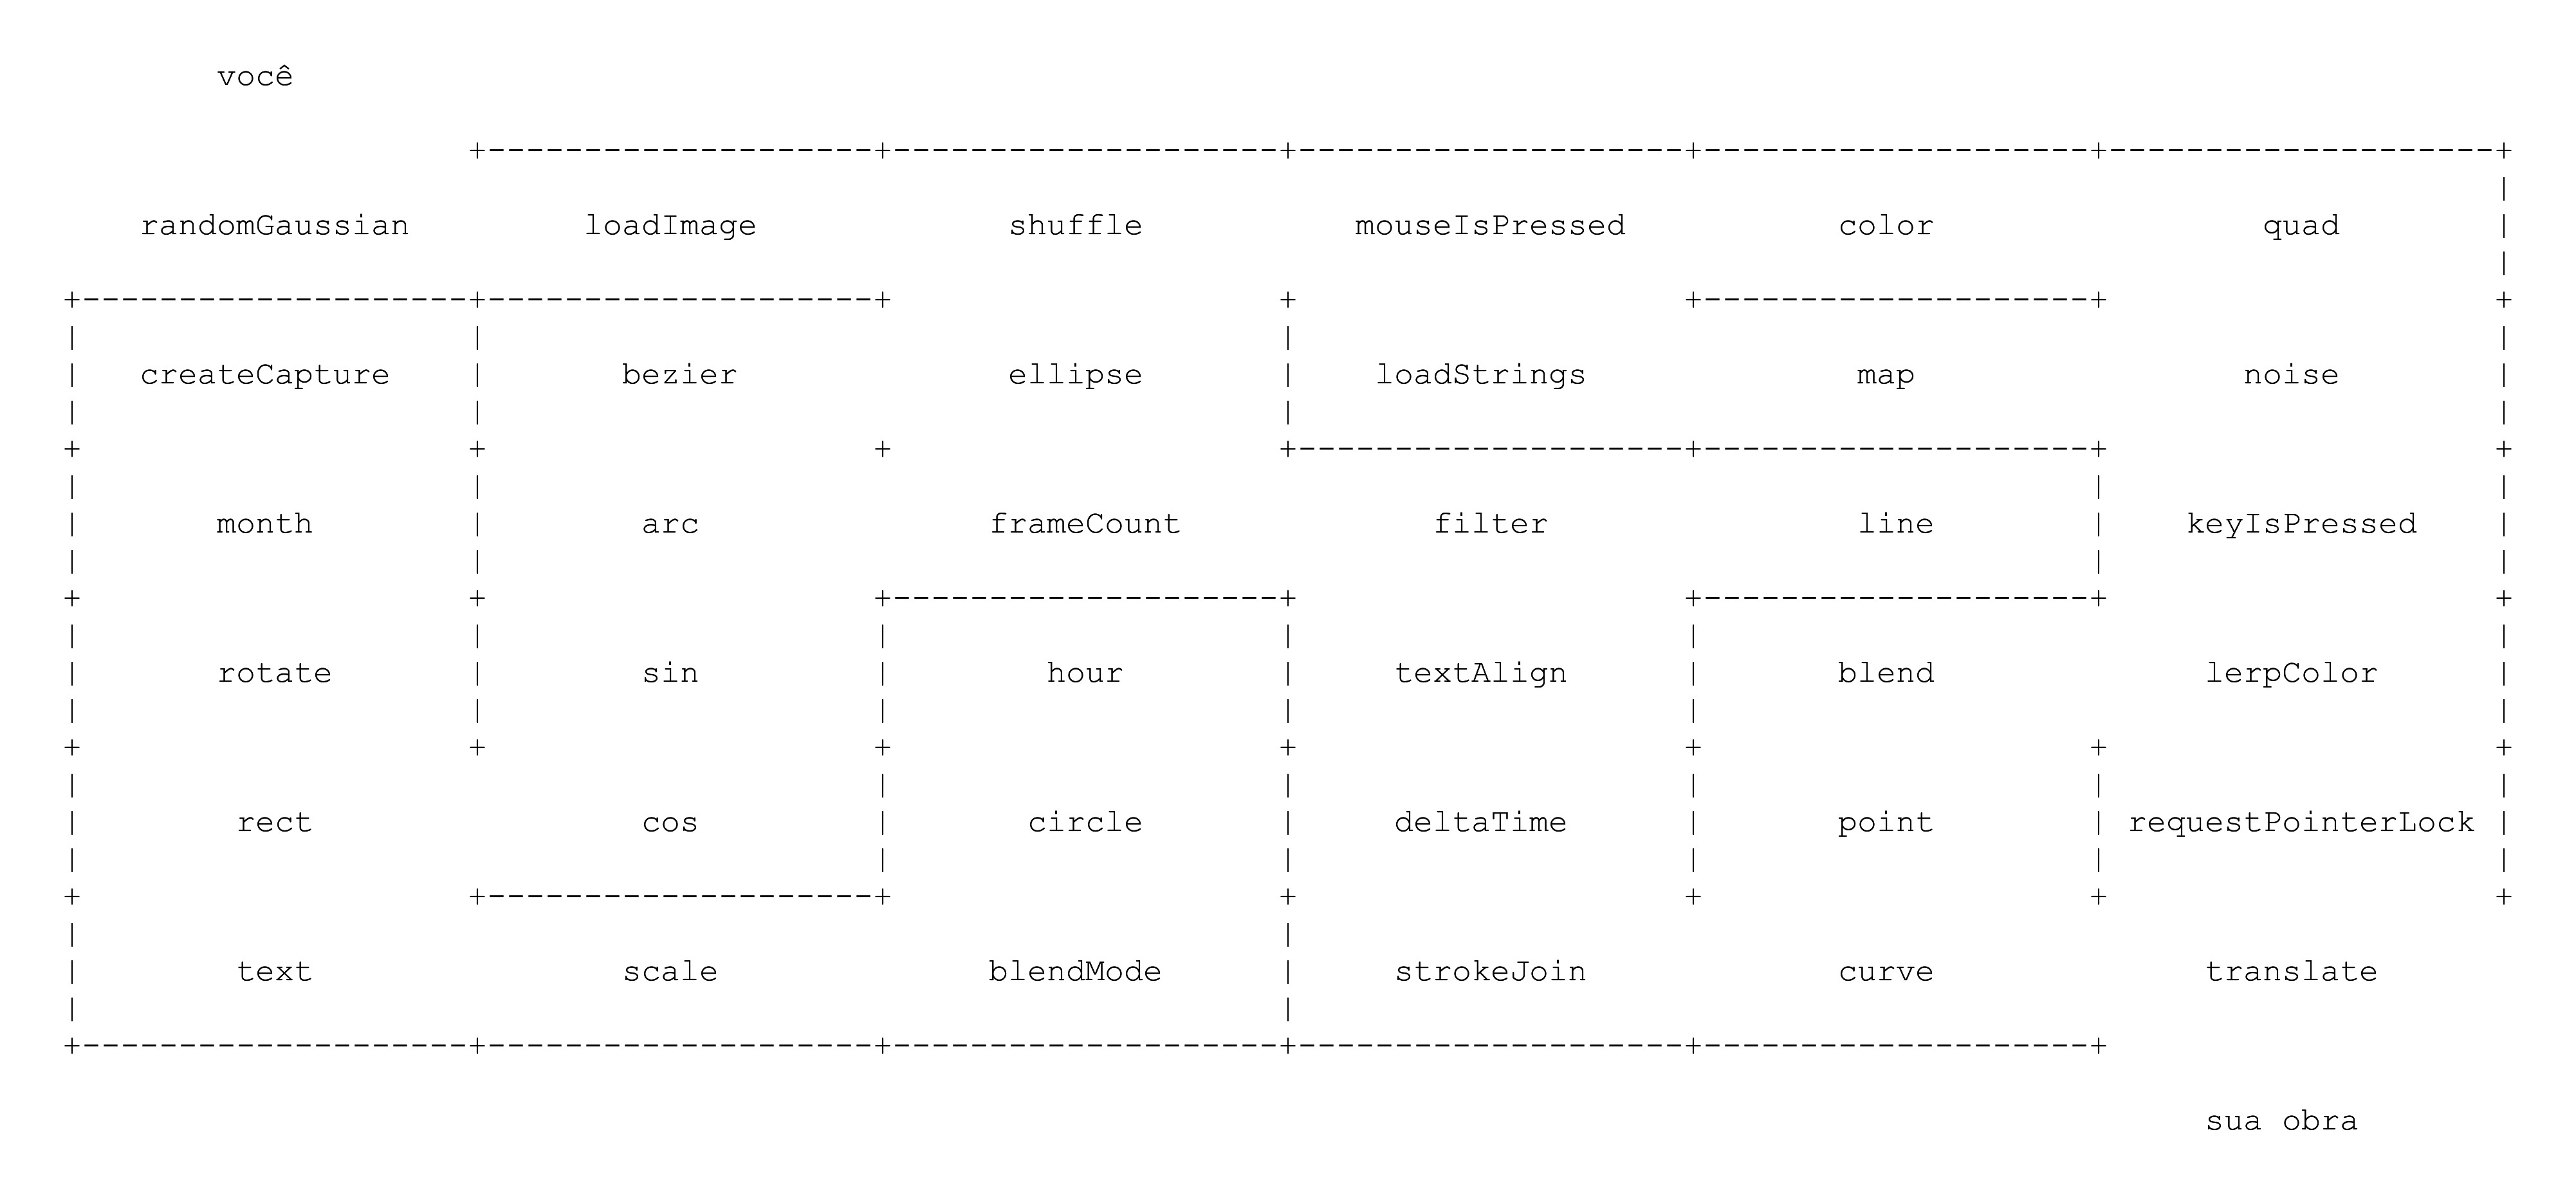 você
randomGaussian loadImage shuffle mouseIsPressed color quad
createCapture bezier ellipse loadStrings map noise
month arc frameCount filter line keyIsPressed
rotate sin hour textAlign blend lerpColor
rect cos circle deltaTime point requestPointerLock
text scale blendMode strokeJoin curve translate
sua obra